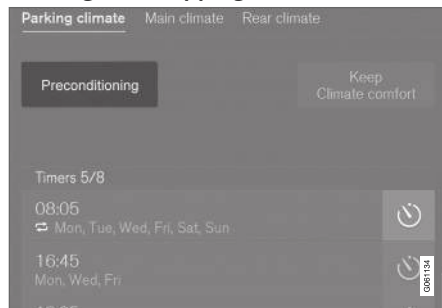 Parking climate Main climate Rear climate
Preconditioning
Keep
Climate comfort
Timers 5/8
08:05
Mon, Tue, Wed, Fri, Sat, Sun
16:45
Mon, Wed, Fri
G061134